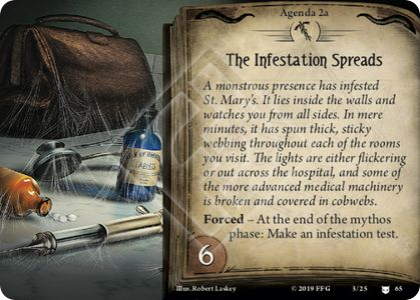 Agenda 2a
The Infestation Spreads
A monstrous presence has infested
St. Mary's. It lies inside the walls and
watches you from all sides. In mere
minutes, it has spun thick, sticky
webbing throughout each of the rooms
you visit. The lights are either flickering
or out across the hospital, and some of
the more advanced medical machinery
is broken and covered in cobwebs.
Forced – At the end of the mythos
phase: Make an infestation test.
6
Illus. Robert Laskey
© 2019 FFG
3/25
65